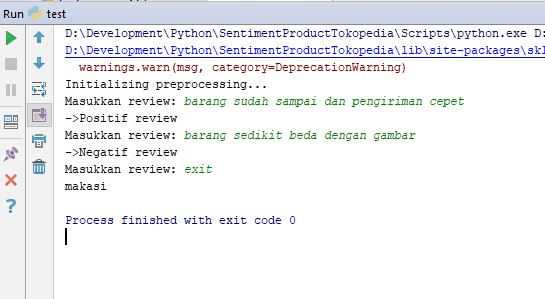 Run test
D:\Development\Python\SentimentProductTokopedia\Scripts\python.exe D:
D:\Development\Python\SentimentProductTokopedia\lib\site-packages\skl
warnings.warn(msg, category=DeprecationWarning)
Initializing preprocessing...
Masukkan review: barang sudah sampai dan pengiriman cepet
->Positif review
Masukkan review: barang sedikit beda dengan gambar
->Negatif review
Masukkan review: exit
makasi
Process finished with exit code 0